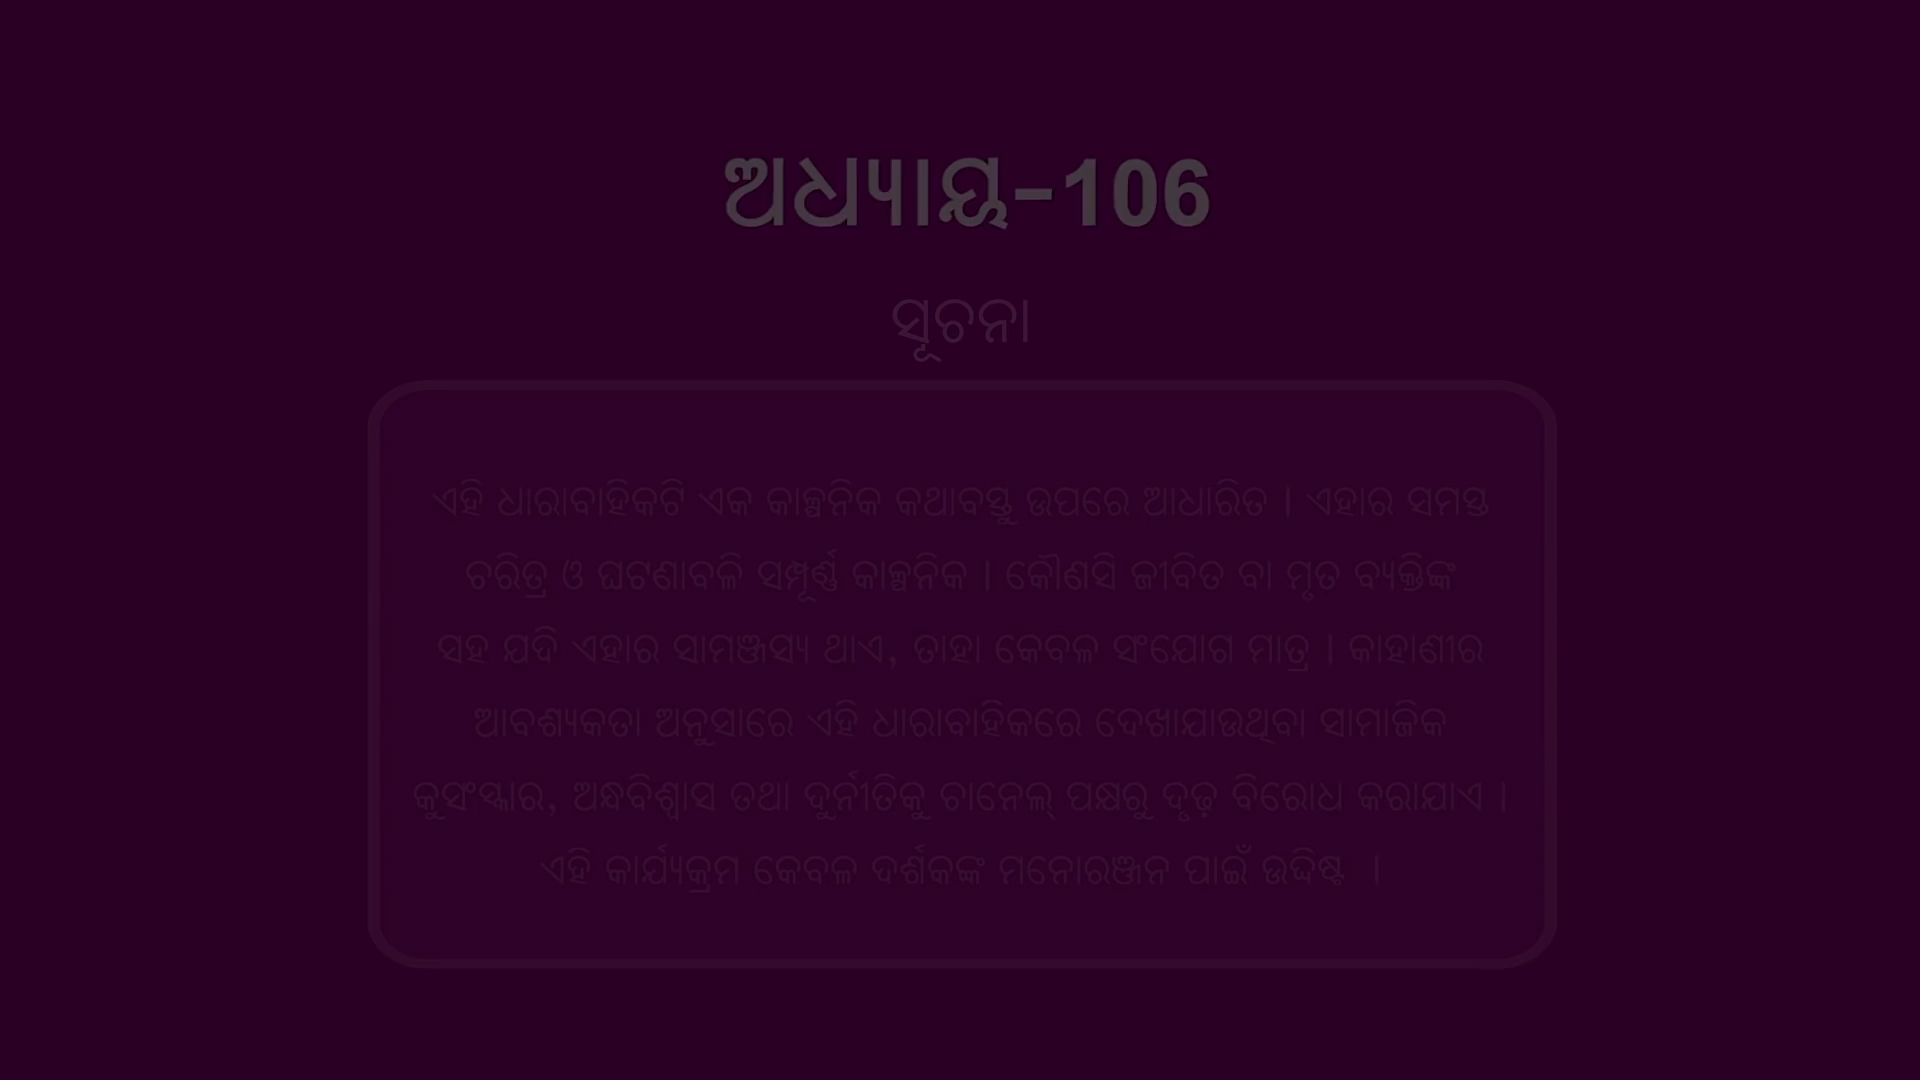 ଅଧ୍ୟାୟ-106
ସୂଚନା
ଏହି ଧାରାବାହିକଟି ଏକ କାଳ୍ପନିକ କଥାବସ୍ତୁ ଉପରେ ଆଧାରିତ । ଏହାର ସମସ୍ତ
ଚରିତ୍ର ଓ ଘଟଣାବଳି ସମ୍ପୂର୍ଣ୍ଣ କାଳ୍ପନିକ । କୌଣସି ଜୀବିତ ବା ମୃତ ବ୍ୟକ୍ତିଙ୍କ
ସହ ଯଦି ଏହାର ସାମଞ୍ଜସ୍ୟ ଥାଏ, ତାହା କେବଳ ସଂଯୋଗ ମାତ୍ର । କାହାଣୀର
ଆବଶ୍ୟକତା ଅନୁସାରେ ଏହି ଧାରାବାହିକରେ ଦେଖାଯାଉଥିବା ସାମାଜିକ
କୁସଂସ୍କାର, ଅନ୍ଧବିଶ୍ୱାସ ତଥା ଦୁର୍ନୀତିକୁ ଚାନେଲ୍ ପକ୍ଷରୁ ଦୃଢ଼ ବିରୋଧ କରାଯାଏ ।
ଏହି କାର୍ଯ୍ୟକ୍ରମ କେବଳ ଦର୍ଶକଙ୍କ ମନୋରଞ୍ଜନ ପାଇଁ ଉଦ୍ଦିଷ୍ଟ ।